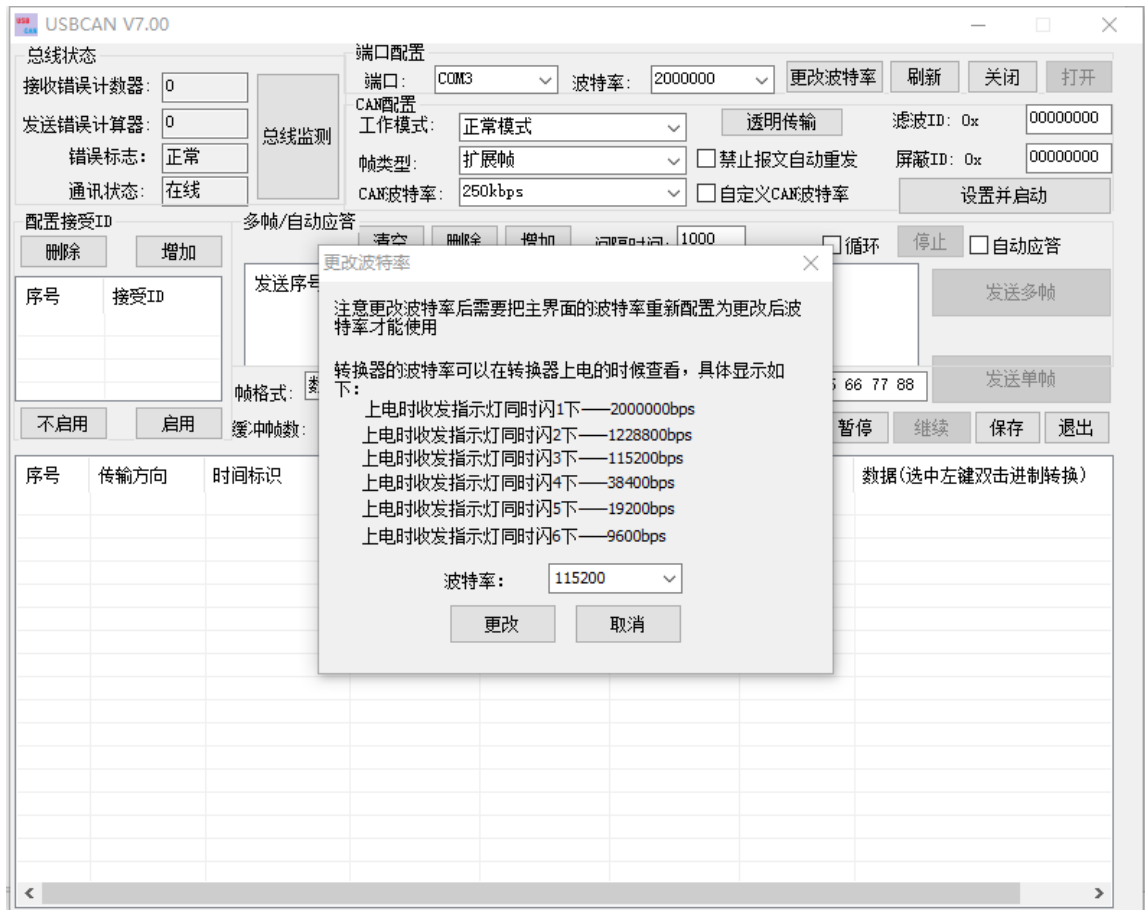 USB CAN USBCAN V7.00
总线状态
接收错误计数器: 0
发送错误计算器: 0
错误标志: 正常
通讯状态: 在线
总线监测
端口配置
端口: COM3 波特率: 2000000 更改波特率 刷新 关闭 打开
CAN配置
工作模式: 正常模式 透明传输 滤波ID: 0x 00000000
帧类型: 扩展帧 禁止报文自动重发 屏蔽ID: 0x 00000000
CAN波特率: 250kbps 自定义CAN波特率 设置并启动
配置接受ID
删除 增加
序号 接受ID
不启用 启用
多帧/自动应答
清空 删除 增加 间隔时间: 1000 循环 停止 自动应答
发送序号
发送多帧
帧格式:
66 77 88
发送单帧
缓冲帧数:
暂停 继续 保存 退出
更改波特率
注意更改波特率后需要把主界面的波特率重新配置为更改后波
特率才能使用
转换器的波特率可以在转换器上电的时候查看，具体显示如
下:
上电时收发指示灯同时闪1下——2000000bps
上电时收发指示灯同时闪2下——1228800bps
上电时收发指示灯同时闪3下——115200bps
上电时收发指示灯同时闪4下——38400bps
上电时收发指示灯同时闪5下——19200bps
上电时收发指示灯同时闪6下——9600bps
波特率: 115200
更改 取消
序号 传输方向 时间标识
数据(选中左键双击进制转换)